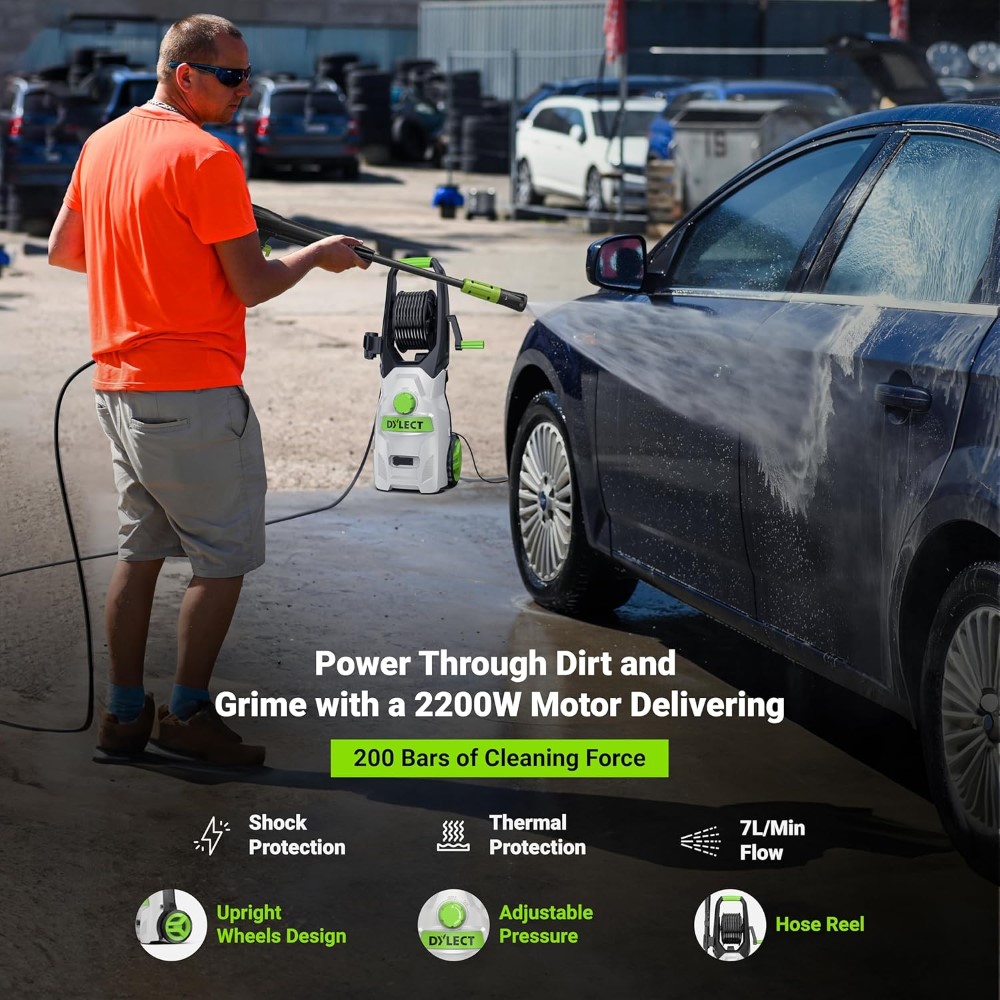 15
DYLECT
Power Through Dirt and
Grime with a 2200W Motor Delivering
200 Bars of Cleaning Force
Shock
Protection
Thermal
Protection
7L/Min
Flow
Upright
Wheels Design
DYLECT
Adjustable
Pressure
Hose Reel